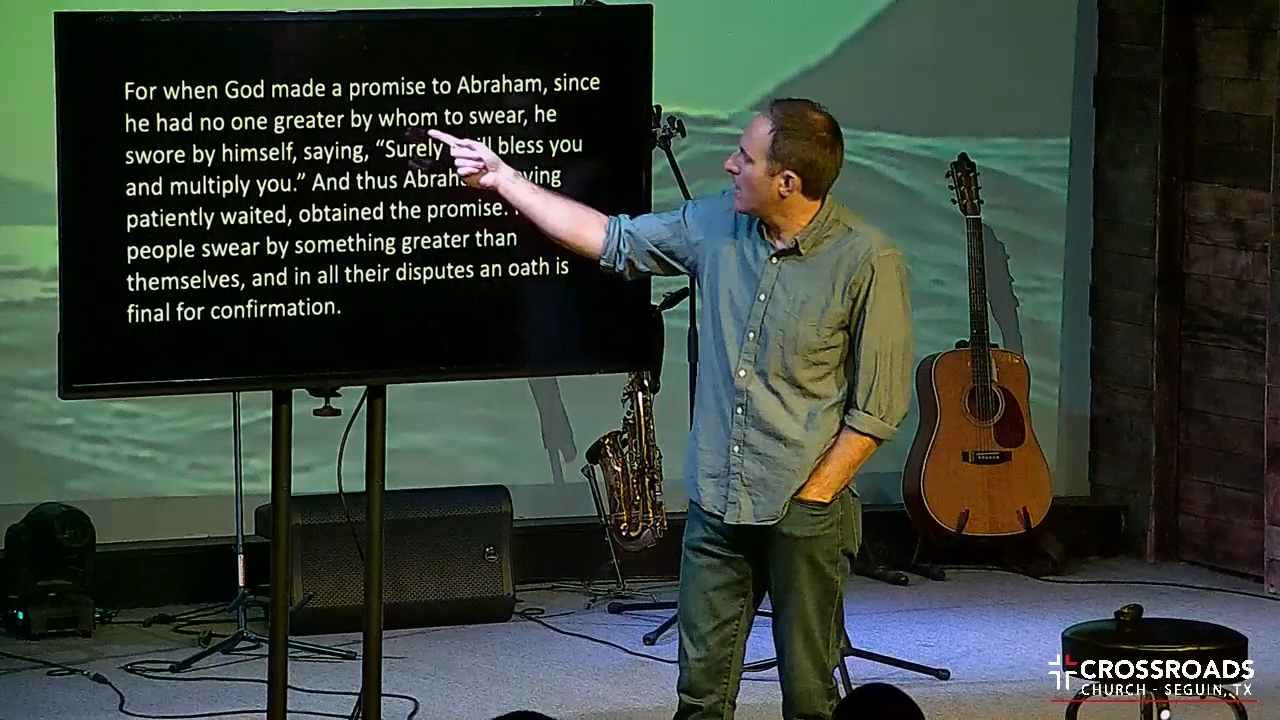 For when God made a promise to Abraham, since
he had no one greater by whom to swear, he
swore by himself, saying, “Surely bless you
and multiply you.” And thus
patiently waited, obtained the promise.
people swear by something greater than
themselves, and in all their disputes an oath is
final for confirmation.
CROSSROADS
CHURCH - SEGUIN, TX